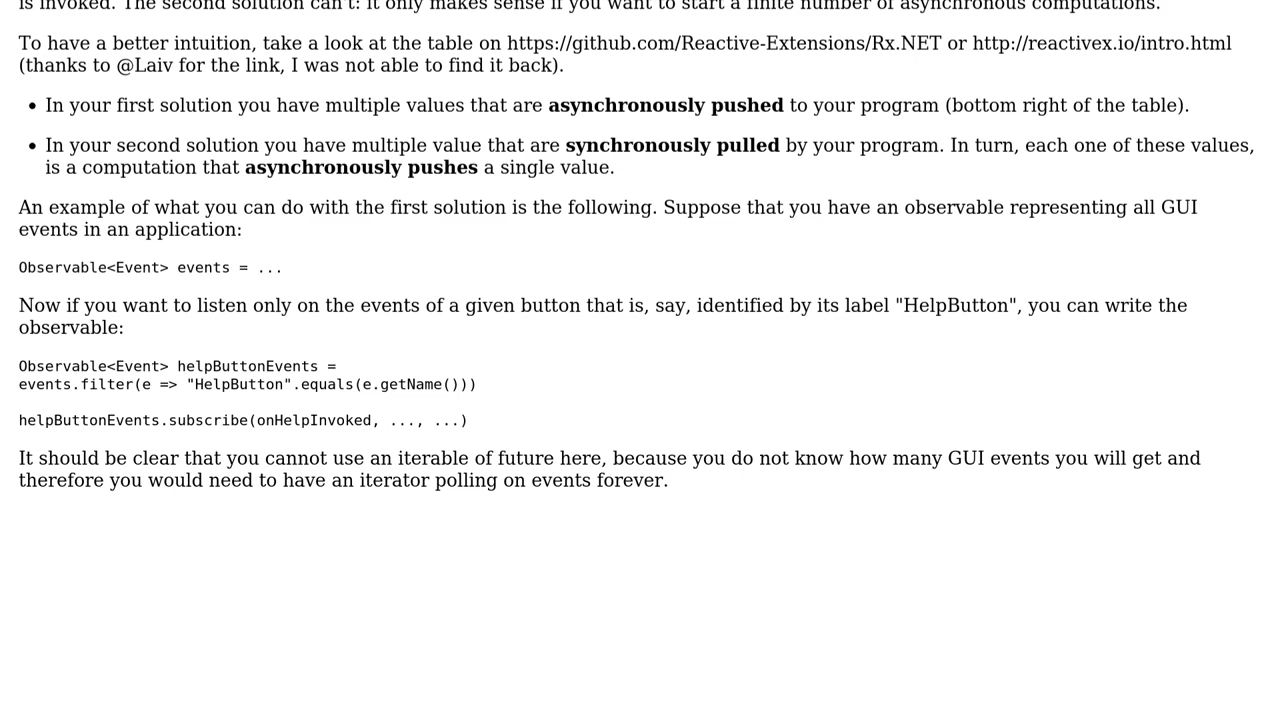 is invoked. The second solution can't: it only makes sense if you want to start a finite number of asynchronous computations.
To have a better intuition, take a look at the table on https://github.com/Reactive-Extensions/Rx.NET or http://reactivex.io/intro.html
(thanks to @Laiv for the link, I was not able to find it back).
• In your first solution you have multiple values that are asynchronously pushed to your program (bottom right of the table).
• In your second solution you have multiple value that are synchronously pulled by your program. In turn, each one of these values,
is a computation that asynchronously pushes a single value.
An example of what you can do with the first solution is the following. Suppose that you have an observable representing all GUI
events in an application:
Observable<Event> events = ...
Now if you want to listen only on the events of a given button that is, say, identified by its label "HelpButton", you can write the
observable:
Observable<Event> helpButtonEvents =
events.filter(e => "HelpButton".equals(e.getName()))
helpButtonEvents.subscribe(onHelpInvoked, ..., ...)
It should be clear that you cannot use an iterable of future here, because you do not know how many GUI events you will get and
therefore you would need to have an iterator polling on events forever.